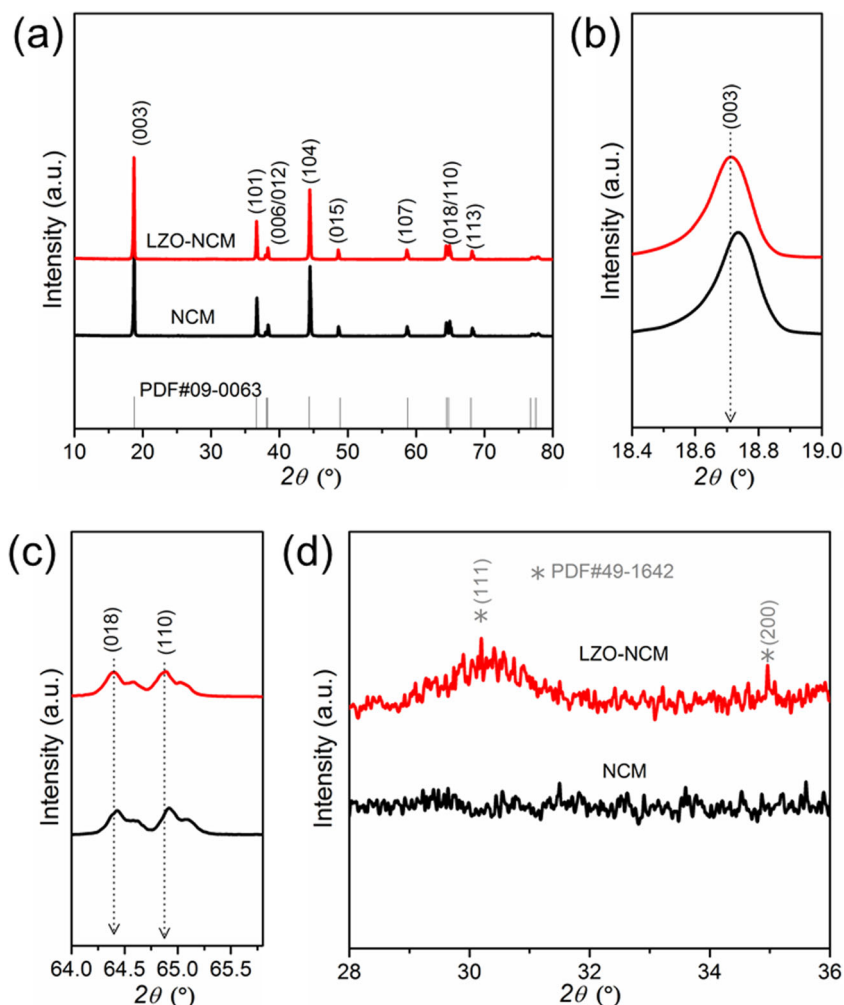 (a)
Intensity (a.u.)
(003)
(101)
(006/012)
(104)
(015)
(107)
(018/110)
(113)
LZO-NCM
NCM
PDF#09-0063
10 20 30 40 50 60 70 80
2θ (°)
(b)
Intensity (a.u.)
(003)
18.4 18.6 18.8 19.0
2θ (°)
(c)
Intensity (a.u.)
(018)
(110)
64.0 64.5 65.0 65.5
2θ (°)
(d)
Intensity (a.u.)
* PDF#49-1642
*(111)
*(200)
LZO-NCM
NCM
28 30 32 34 36
2θ (°)